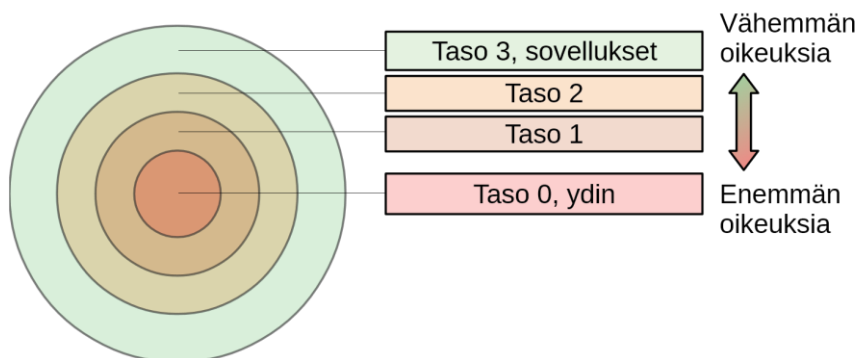 Taso 3, sovellukset
Taso 2
Taso 1
Taso 0, ydin
Vähemmän
oikeuksia
Enemmän
oikeuksia